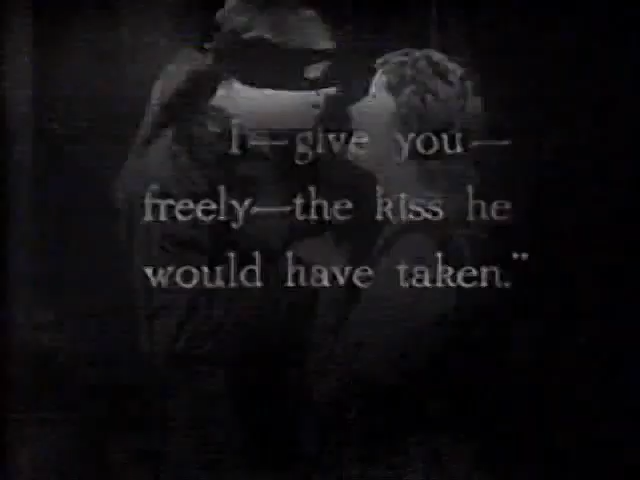 I—give you—
freely—the kiss he
would have taken."